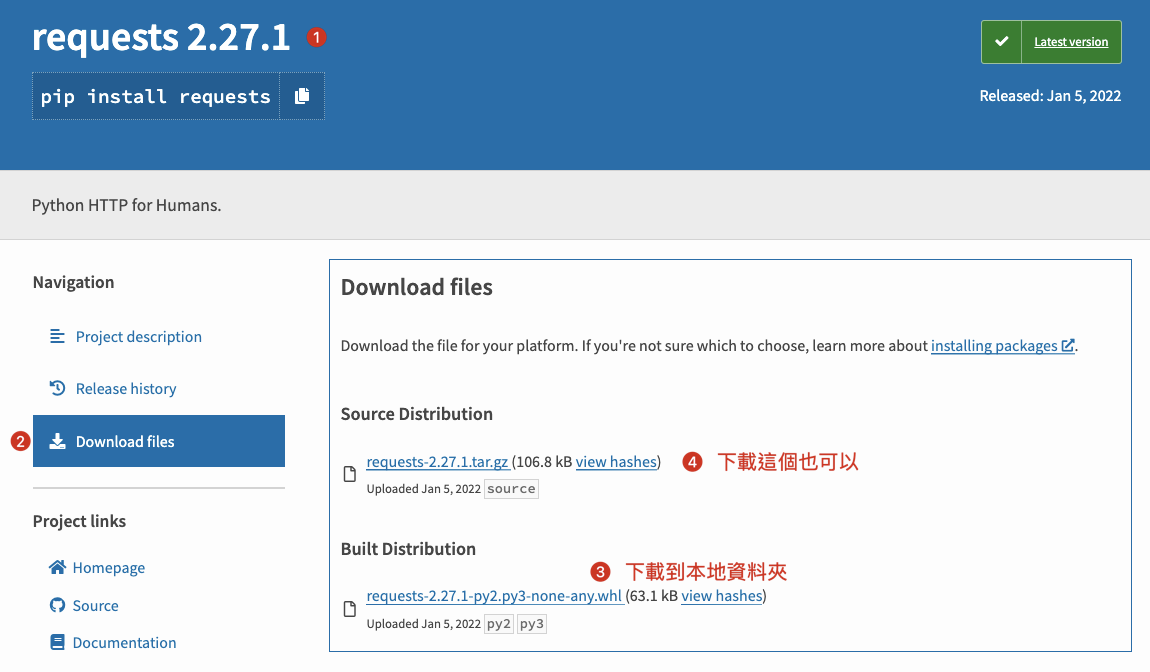 requests 2.27.1 1
Latest version
pip install requests
Released: Jan 5, 2022
Python HTTP for Humans.
Navigation
Project description
Release history
2 Download files
Project links
Homepage
Source
Documentation
Download files
Download the file for your platform. If you're not sure which to choose, learn more about installing packages.
Source Distribution
requests-2.27.1.tar.gz (106.8 kB view hashes) 4 下載這個也可以
Uploaded Jan 5, 2022 source
Built Distribution
3 下載到本地資料夾
requests-2.27.1-py2.py3-none-any.whl (63.1 kB view hashes)
Uploaded Jan 5, 2022 py2 py3